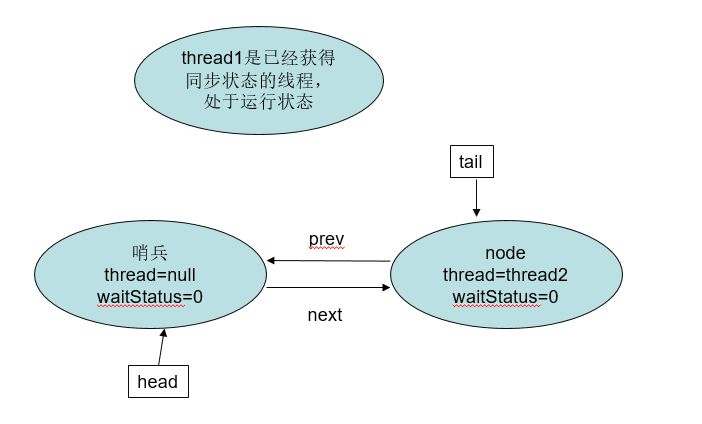 thread1是已经获得
同步状态的线程，
处于运行状态
tail
哨兵
thread=null
waitStatus=0
prev
next
node
thread=thread2
waitStatus=0
head